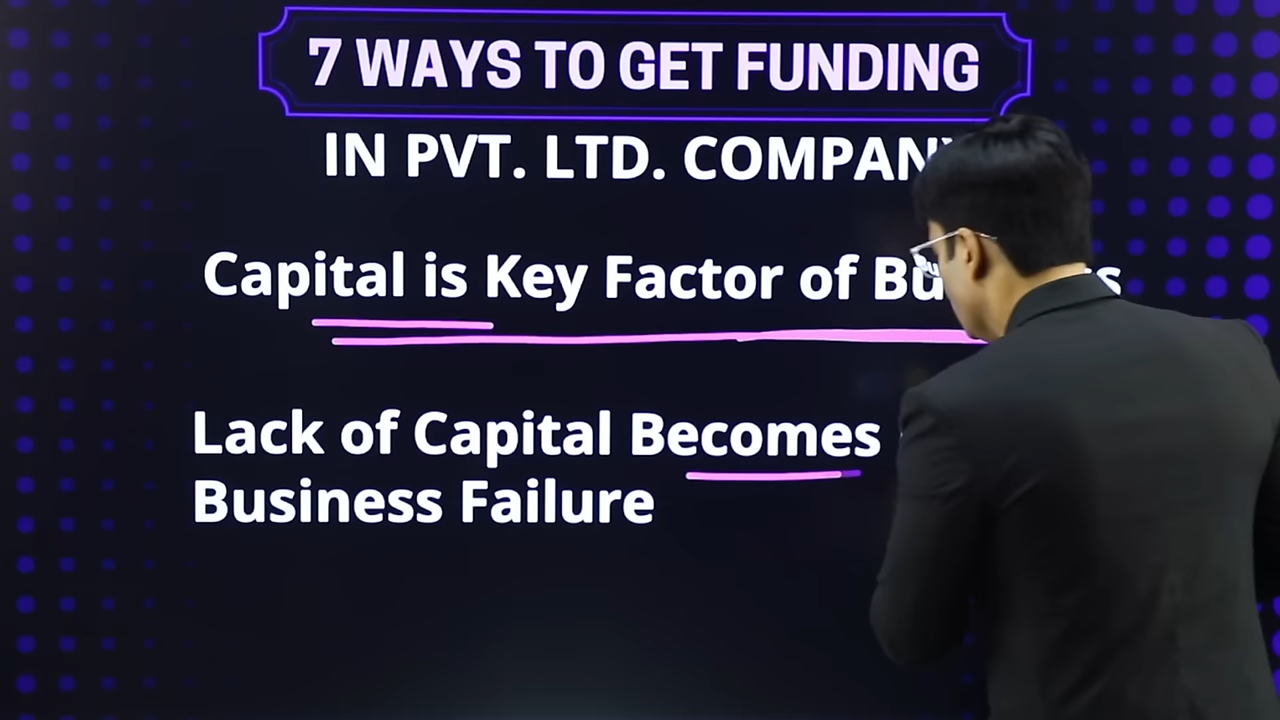 7 WAYS TO GET FUNDING
IN PVT. LTD. COMPANY
Capital is Key Factor of
Lack of Capital Becomes
Business Failure